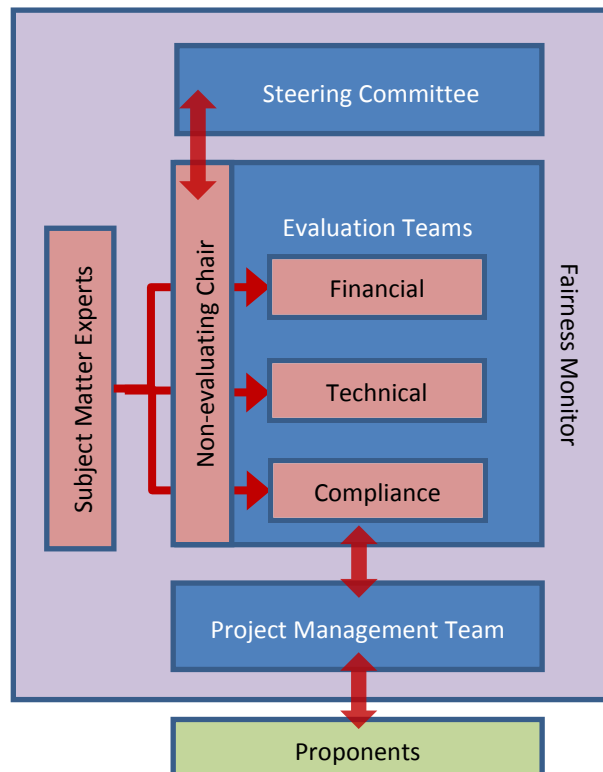 Steering Committee
Evaluation Teams
Subject Matter Experts
Non-evaluating Chair
Financial
Technical
Compliance
Fairness Monitor
Project Management Team
Proponents